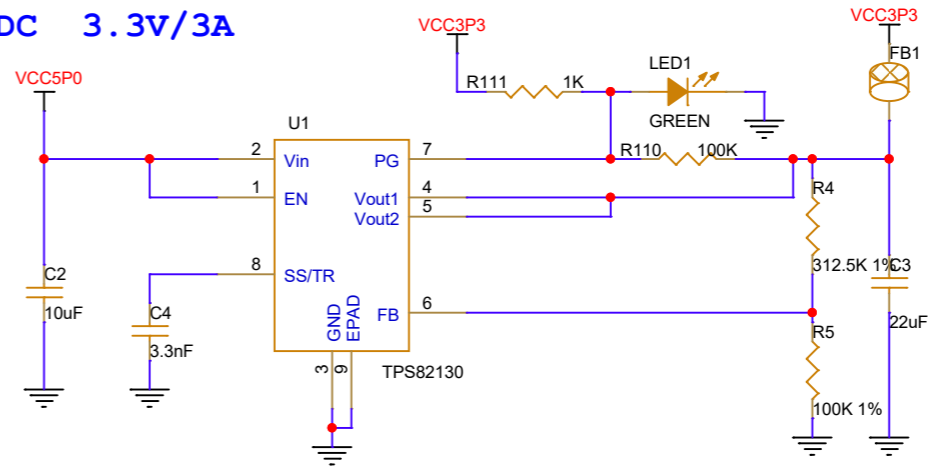 DC 3.3V/3A
VCC3P3
VCC3P3
FB1
VCC5P0
R111 1K
LED1
GREEN
U1
2 Vin
PG 7
R110 100K
1 EN
Vout1 4
Vout2 5
R4
312.5K 1%
C3
22uF
8 SS/TR
C2
10uF
C4
3.3nF
GND
EPAD
FB 6
R5
100K 1%
3
9
TPS82130